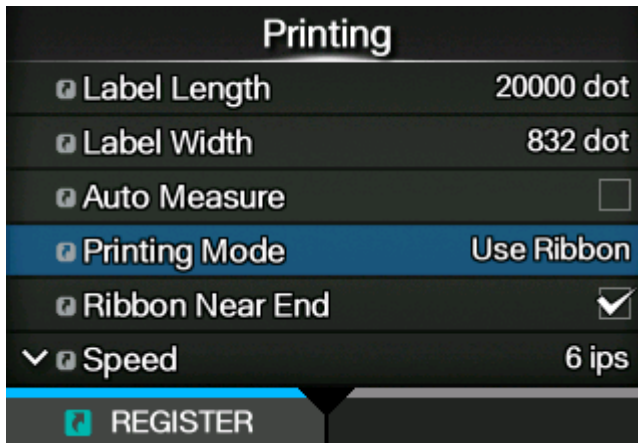 Printing
Label Length 20000 dot
Label Width 832 dot
Auto Measure
Printing Mode Use Ribbon
Ribbon Near End
Speed 6 ips
REGISTER